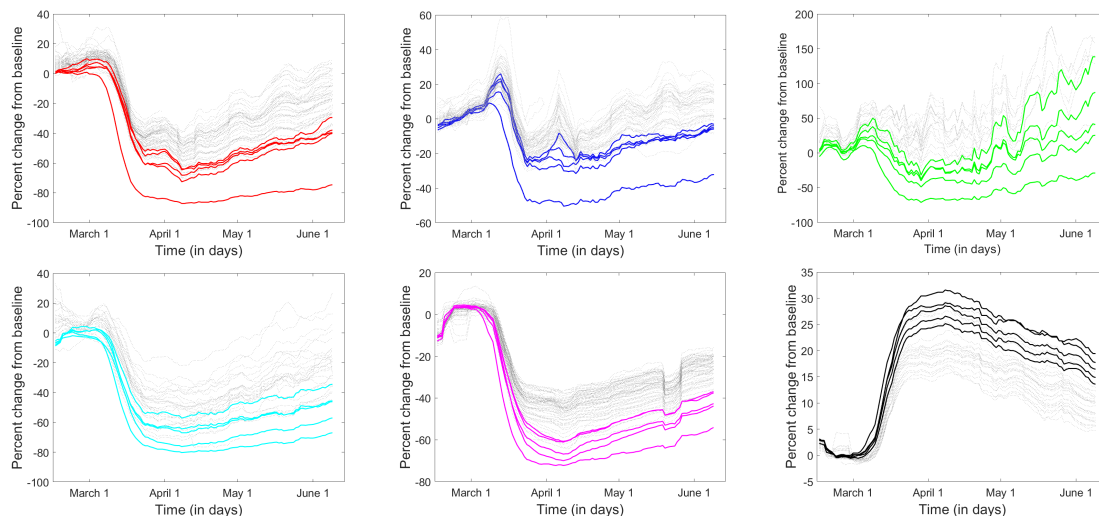 Percent change from baseline
40
20
0
-20
-40
-60
-80
-100
March 1 April 1 May 1 June 1
Time (in days)
Percent change from baseline
60
40
20
0
-20
-40
-60
March 1 April 1 May 1 June 1
Time (in days)
Percent change from baseline
200
150
100
50
0
-50
-100
March 1 April 1 May 1 June 1
Time (in days)
Percent change from baseline
40
20
0
-20
-40
-60
-80
-100
March 1 April 1 May 1 June 1
Time (in days)
Percent change from baseline
20
0
-20
-40
-60
-80
March 1 April 1 May 1 June 1
Time (in days)
Percent change from baseline
35
30
25
20
15
10
5
0
-5
March 1 April 1 May 1 June 1
Time (in days)